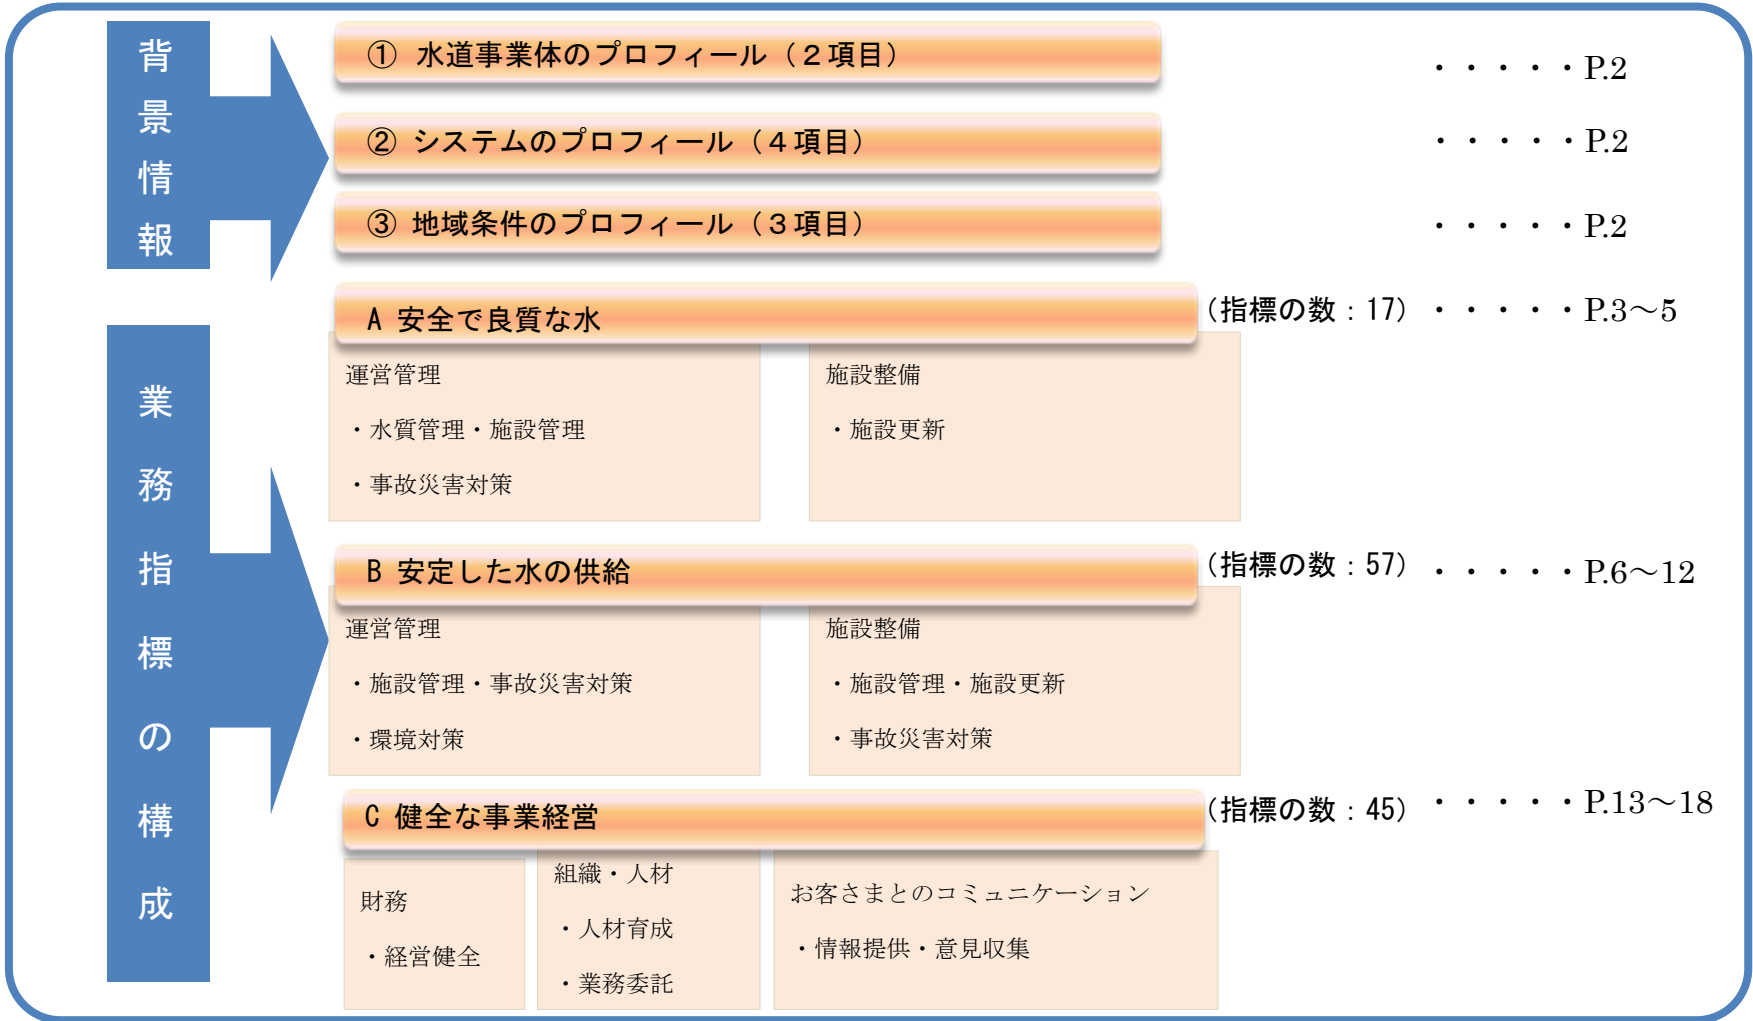 背景情報
① 水道事業体のプロフィール（２項目） ・・・・・P.2
② システムのプロフィール（４項目） ・・・・・P.2
③ 地域条件のプロフィール（３項目） ・・・・・P.2
業務指標の構成
A 安全で良質な水 （指標の数：17） ・・・・・P.3～5
運営管理
・水質管理・施設管理
・事故災害対策
施設整備
・施設更新
B 安定した水の供給 （指標の数：57） ・・・・・P.6～12
運営管理
・施設管理・事故災害対策
・環境対策
施設整備
・施設管理・施設更新
・事故災害対策
C 健全な事業経営 （指標の数：45） ・・・・・P.13～18
財務
・経営健全
組織・人材
・人材育成
・業務委託
お客さまとのコミュニケーション
・情報提供・意見収集